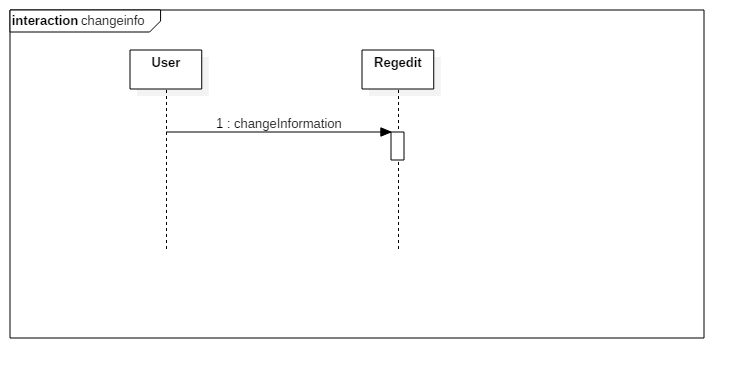 interaction changeinfo
User
Regedit
1 : changeInformation